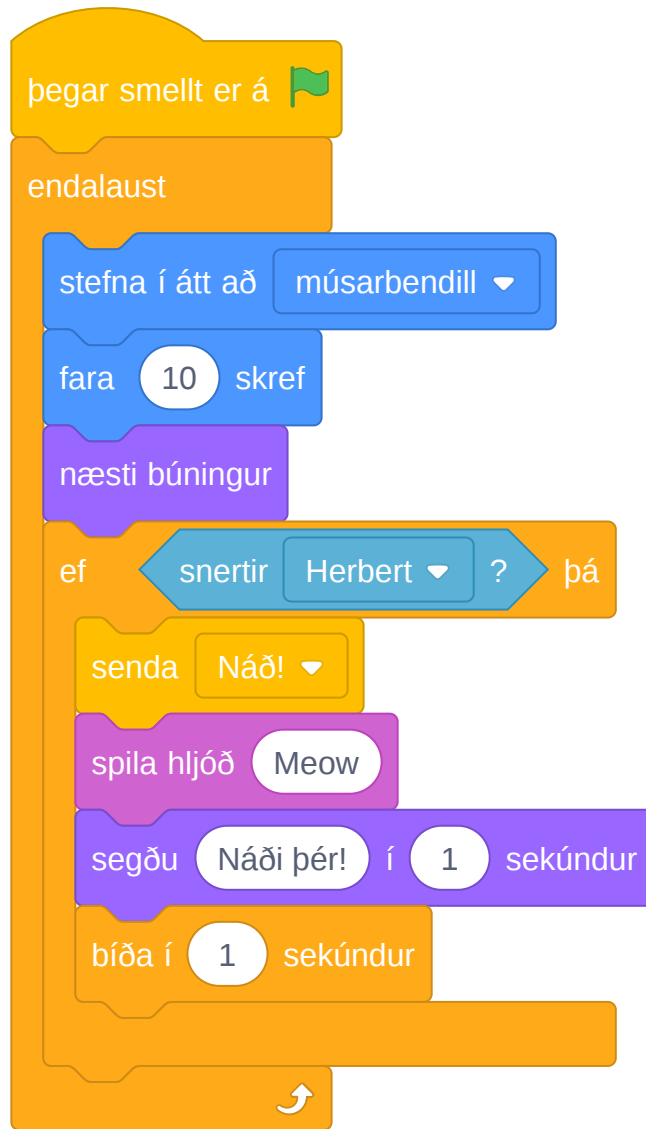 þegar smellt er á
endalaust
stefna í átt að músarbendill
fara 10 skref
næsti búningur
ef snertir Herbert ? þá
senda Náð!
spila hljóð Meow
segðu Náði þér! í 1 sekúndur
bíða í 1 sekúndur